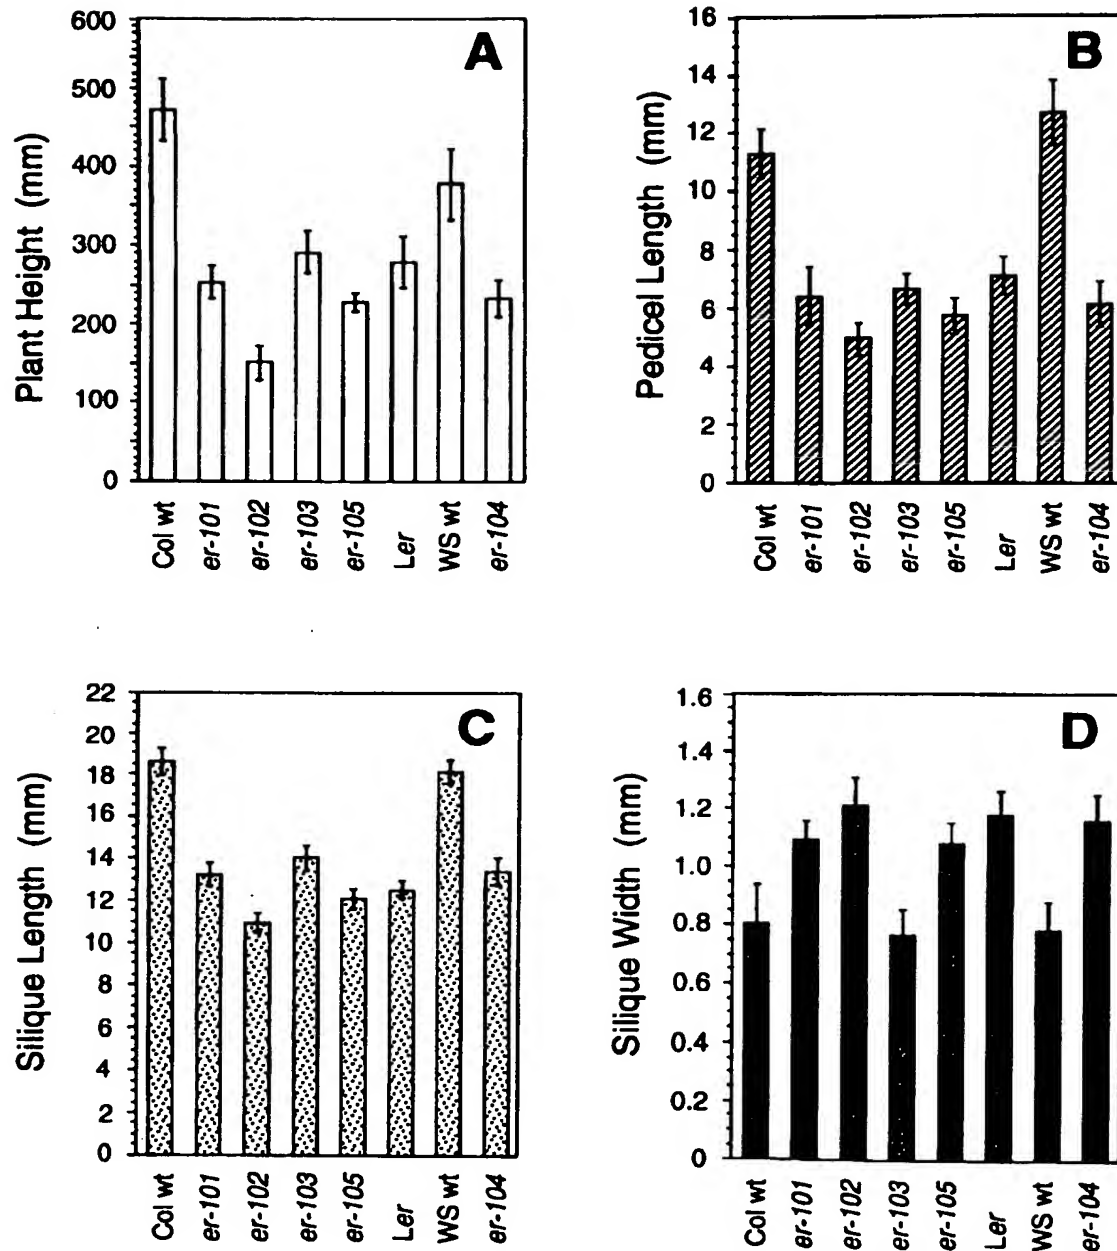 A
Plant Height (mm)
600
500
400
300
200
100
0
Col wt
er-101
er-102
er-103
er-105
Ler
WS wt
er-104
B
Pedicel Length (mm)
16
14
12
10
8
6
4
2
0
Col wt
er-101
er-102
er-103
er-105
Ler
WS wt
er-104
C
Silique Length (mm)
22
20
18
16
14
12
10
8
6
4
2
0
Col wt
er-101
er-102
er-103
er-105
Ler
WS wt
er-104
D
Silique Width (mm)
1.6
1.4
1.2
1.0
0.8
0.6
0.4
0.2
0
Col wt
er-101
er-102
er-103
er-105
Ler
WS wt
er-104